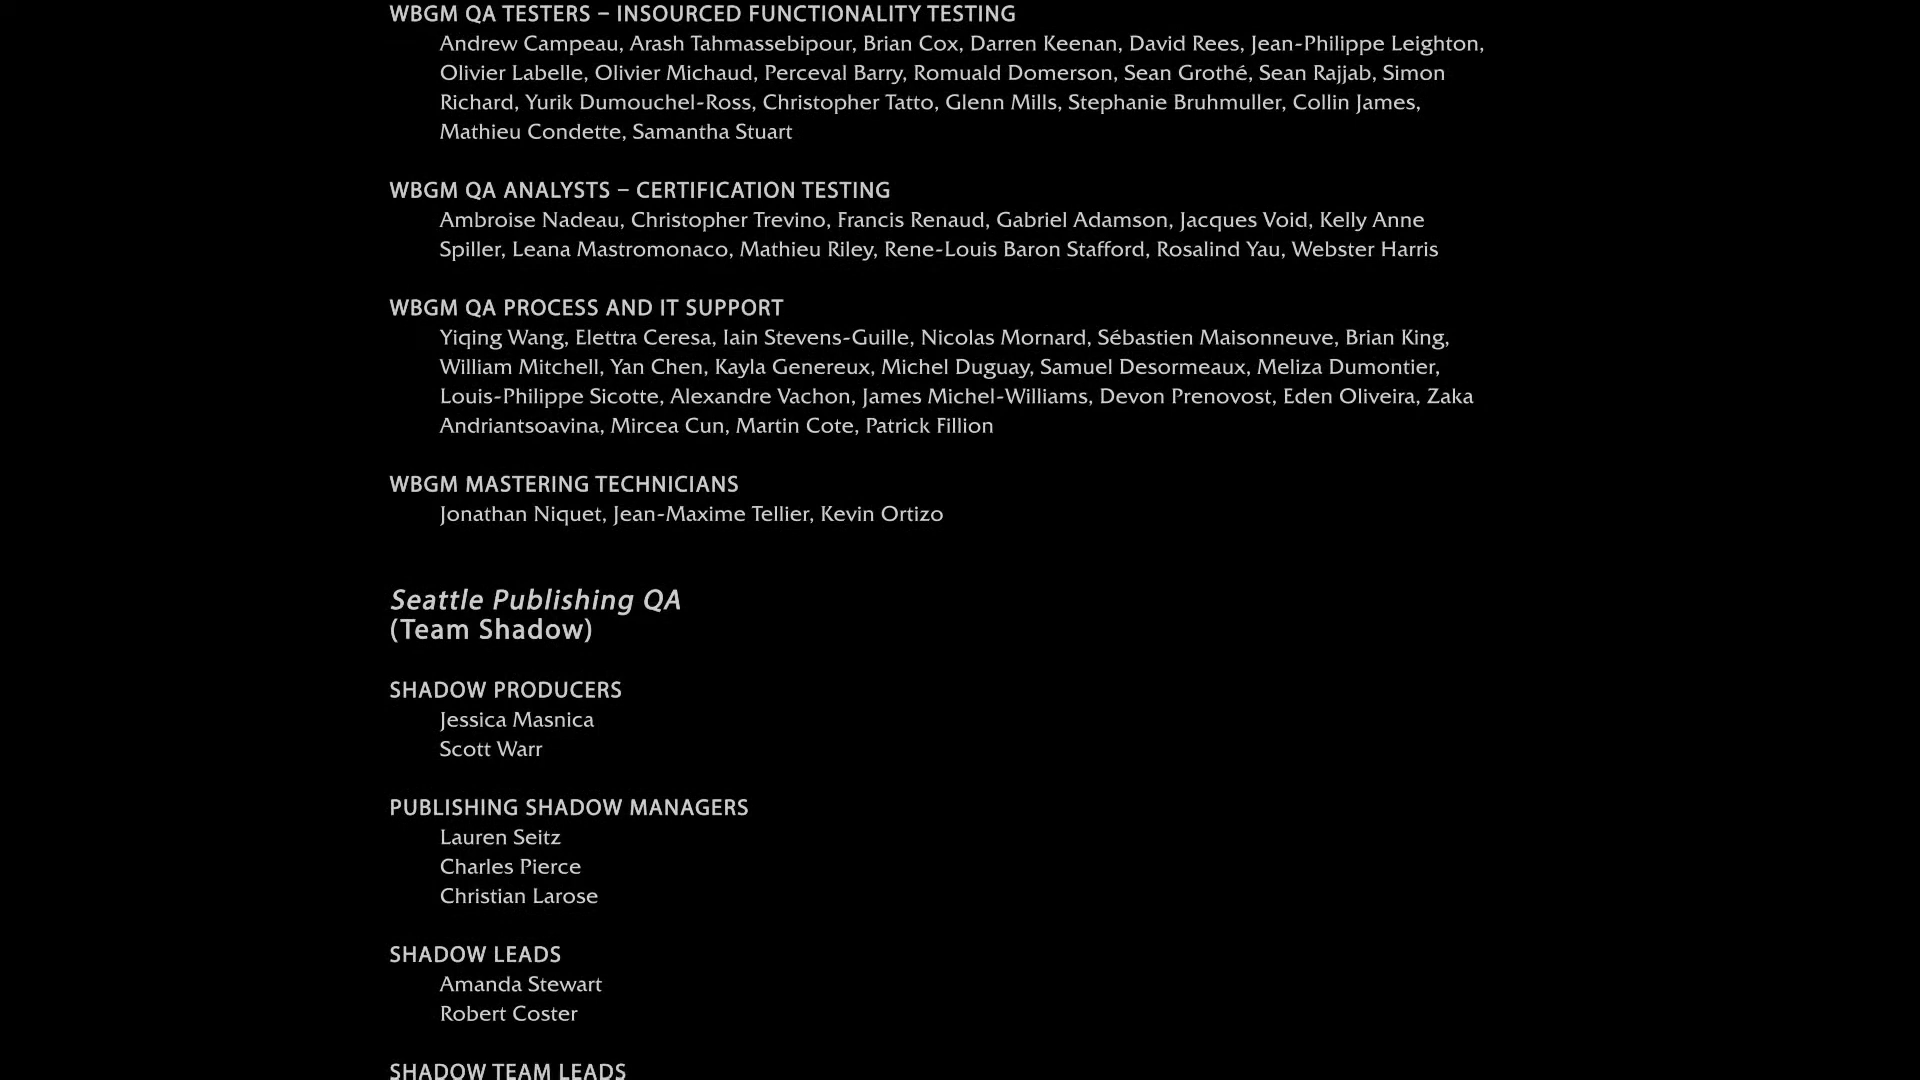 WBGM QA TESTERS – INSOURCED FUNCTIONALITY TESTING
Andrew Campeau, Arash Tahmassebipour, Brian Cox, Darren Keenan, David Rees, Jean-Philippe Leighton,
Olivier Labelle, Olivier Michaud, Perceval Barry, Romuald Domerson, Sean Grothé, Sean Rajjab, Simon
Richard, Yurik Dumouchel-Ross, Christopher Tatto, Glenn Mills, Stephanie Bruhmuller, Collin James,
Mathieu Condette, Samantha Stuart
WBGM QA ANALYSTS – CERTIFICATION TESTING
Ambroise Nadeau, Christopher Trevino, Francis Renaud, Gabriel Adamson, Jacques Void, Kelly Anne
Spiller, Leana Mastromonaco, Mathieu Riley, Rene-Louis Baron Stafford, Rosalind Yau, Webster Harris
WBGM QA PROCESS AND IT SUPPORT
Yiqing Wang, Elettra Ceresa, Iain Stevens-Guille, Nicolas Mornard, Sébastien Maisonneuve, Brian King,
William Mitchell, Yan Chen, Kayla Genereux, Michel Duguay, Samuel Desormeaux, Meliza Dumontier,
Louis-Philippe Sicotte, Alexandre Vachon, James Michel-Williams, Devon Prenovost, Eden Oliveira, Zaka
Andriantsoavina, Mircea Cun, Martin Cote, Patrick Fillion
WBGM MASTERING TECHNICIANS
Jonathan Niquet, Jean-Maxime Tellier, Kevin Ortizo
Seattle Publishing QA
(Team Shadow)
SHADOW PRODUCERS
Jessica Masnica
Scott Warr
PUBLISHING SHADOW MANAGERS
Lauren Seitz
Charles Pierce
Christian Larose
SHADOW LEADS
Amanda Stewart
Robert Coster
SHADOW TEAM LEADS